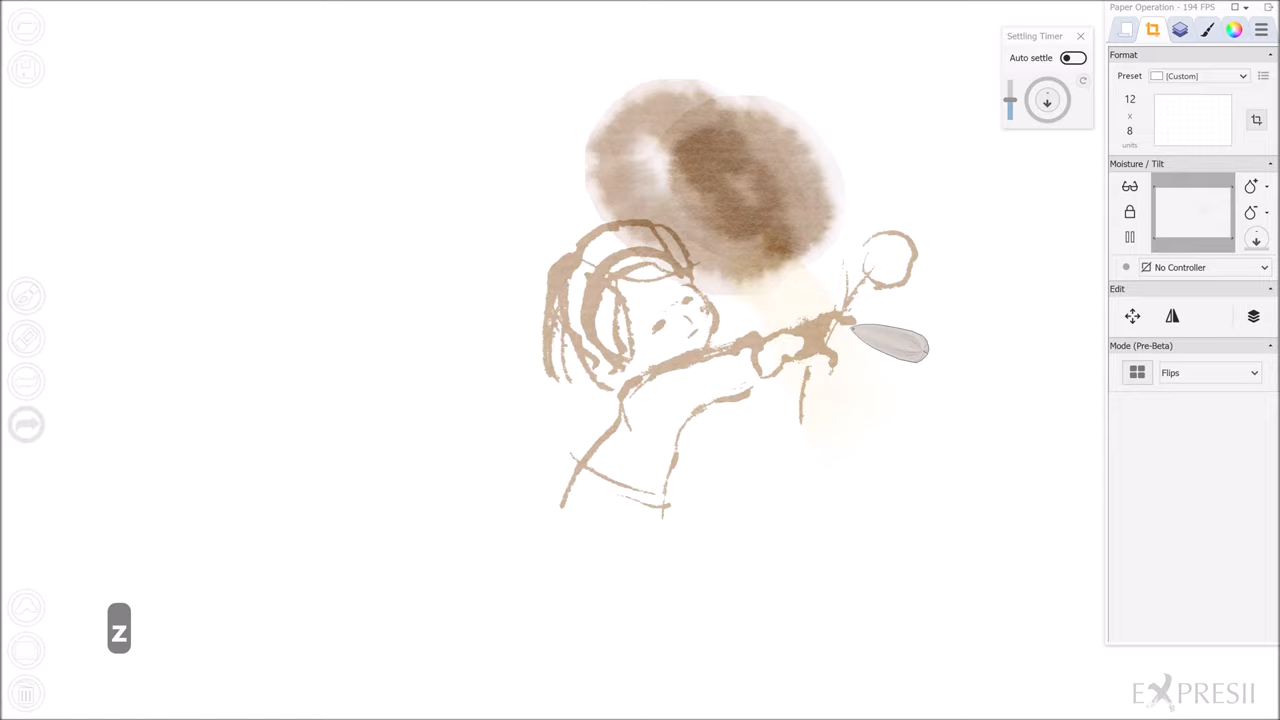 Paper Operation - 194 FPS
Settling Timer
Auto settle
Format
Preset
[Custom]
12
x
8
units
Moisture / Tilt
No Controller
Edit
Mode (Pre-Beta)
Flips
z
EXPRESII